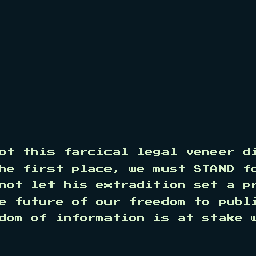 ot this farcical legal veneer di
he first place, we must STAND fo
not let his extradition set a pr
e future of our freedom to publi
dom of information is at stake w